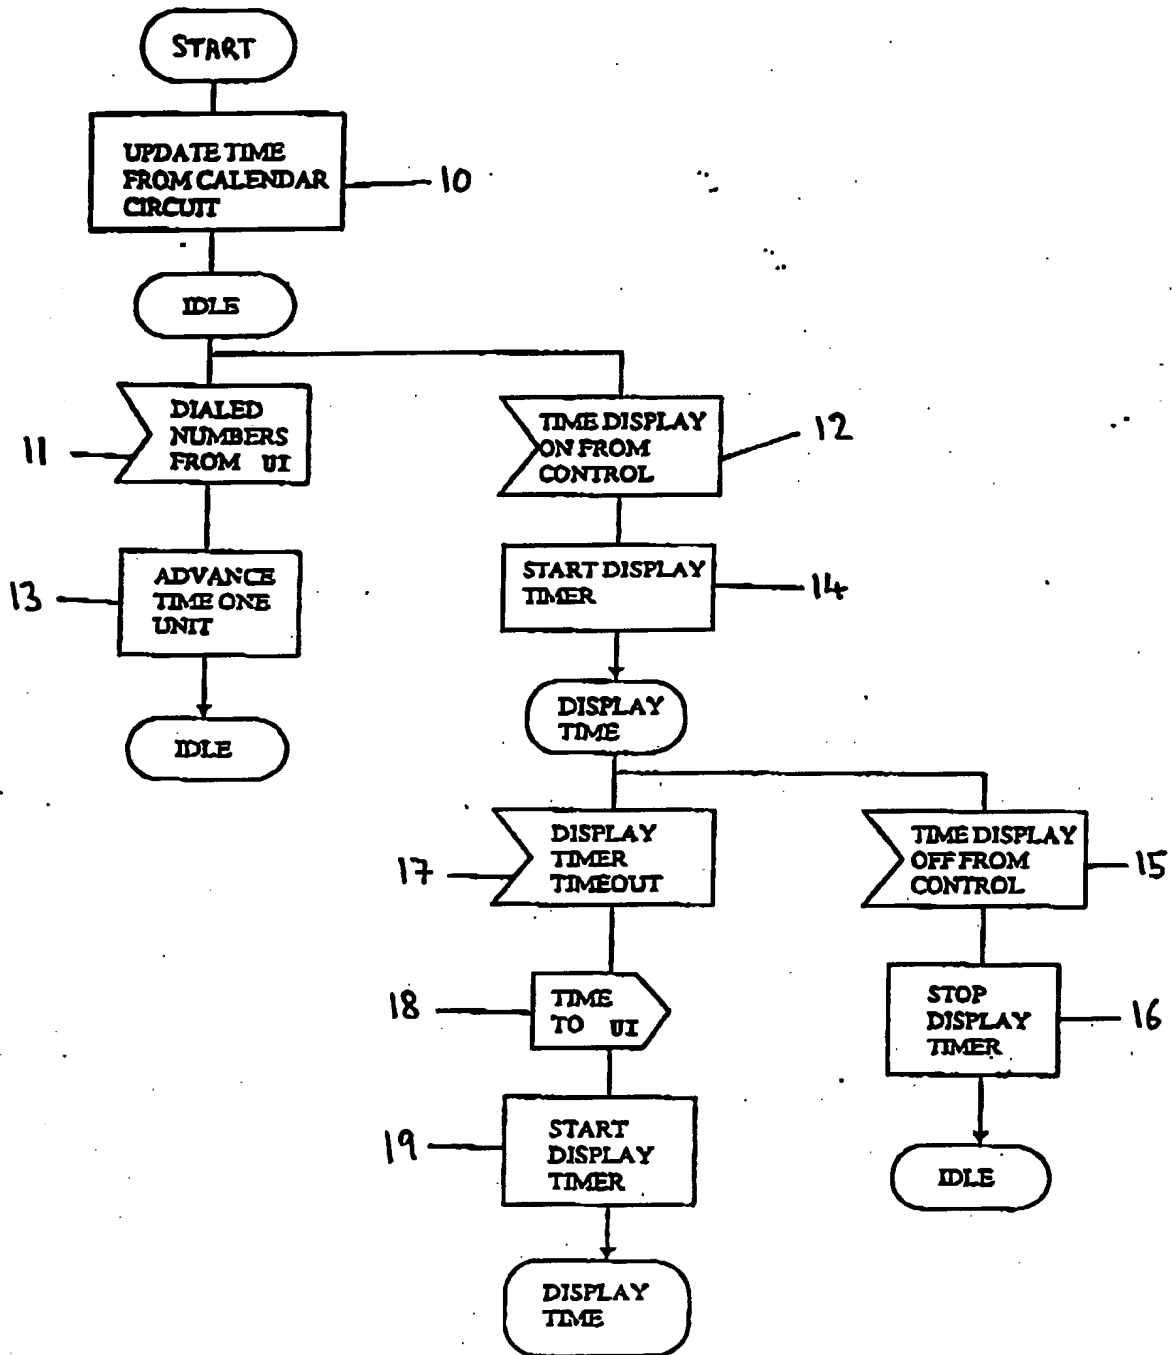 START
UPDATE TIME
FROM CALENDAR
CIRCUIT
10
IDLE
DIALED
NUMBERS
FROM UI
11
TIME DISPLAY
ON FROM
CONTROL
12
ADVANCE
TIME ONE
UNIT
13
START DISPLAY
TIMER
14
IDLE
DISPLAY
TIME
DISPLAY
TIMER
TIMEOUT
17
TIME DISPLAY
OFF FROM
CONTROL
15
TIME
TO UI
18
STOP
DISPLAY
TIMER
16
START
DISPLAY
TIMER
19
IDLE
DISPLAY
TIME